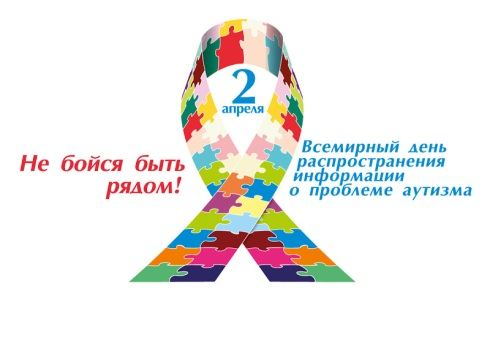 2
апреля
Не бойся быть
рядом!
Всемирный день
распространения
информации
о проблеме аутизма